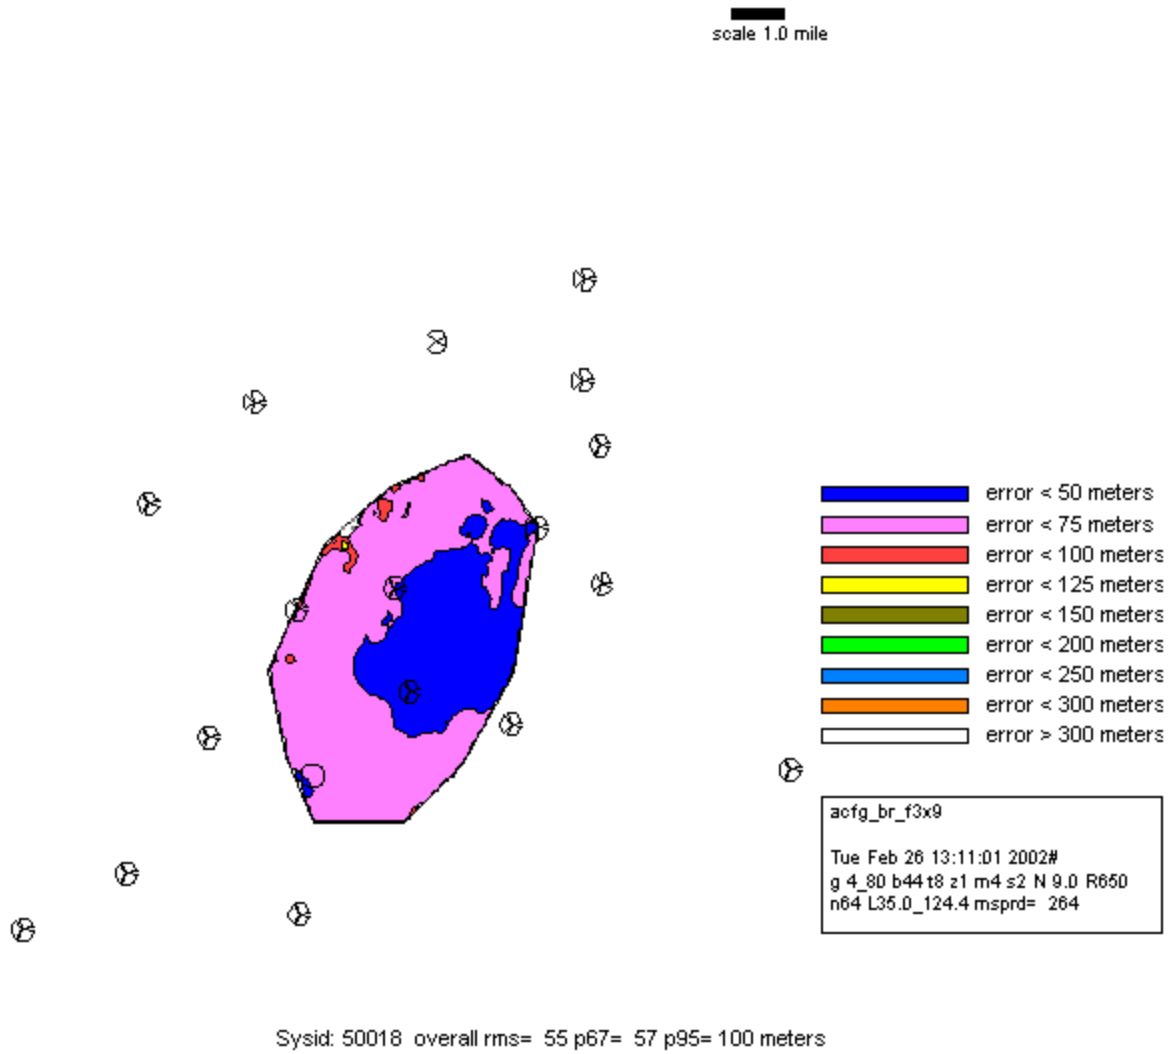 scale 1.0 mile
error < 50 meters
error < 75 meters
error < 100 meters
error < 125 meters
error < 150 meters
error < 200 meters
error < 250 meters
error < 300 meters
error > 300 meters
acfg_br_f3x9
Tue Feb 26 13:11:01 2002#
g 4_80 b44 t8 z1 m4 s2 N 9.0 R650
n64 L35.0_124.4 msprd= 264
Sysid: 50018 overall rms= 55 p67= 57 p95= 100 meters